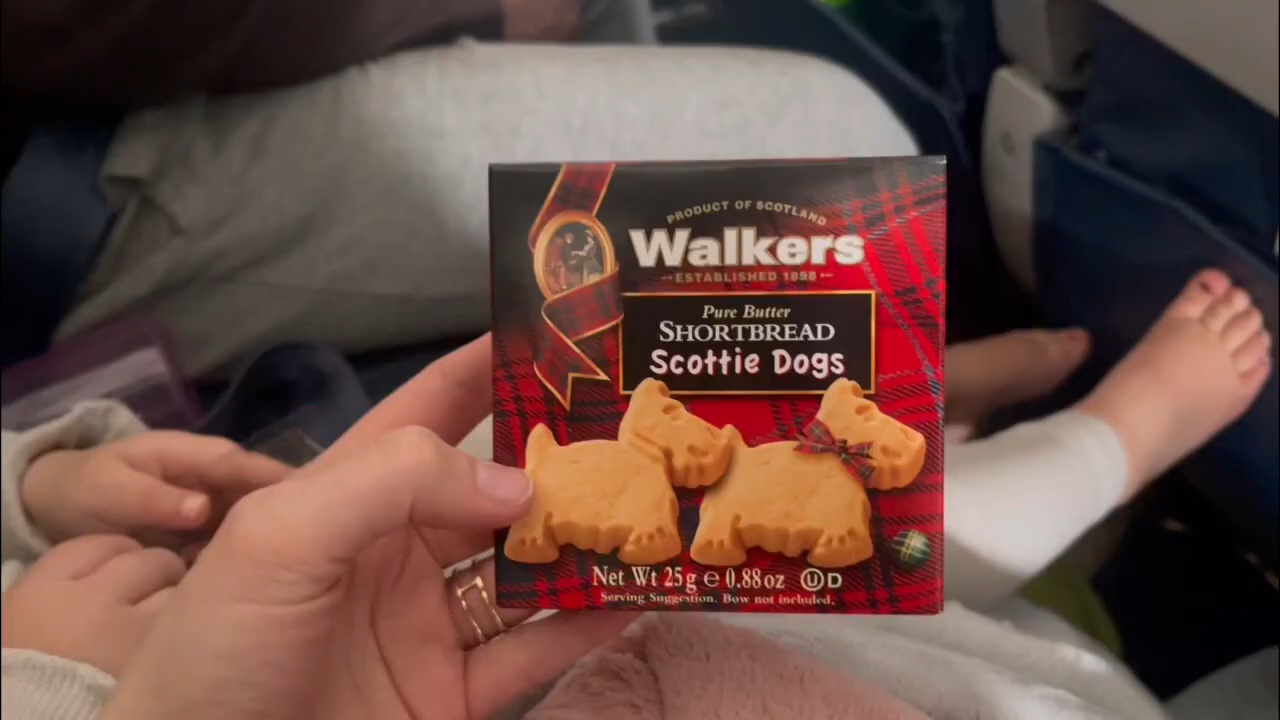 PRODUCT OF SCOTLAND
Walkers
ESTABLISHED 1898
Pure Butter
SHORTBREAD
Scottie Dogs
Net Wt 25g ℮ 0.88oz ⓊD
Serving Suggestion. Bow not included.